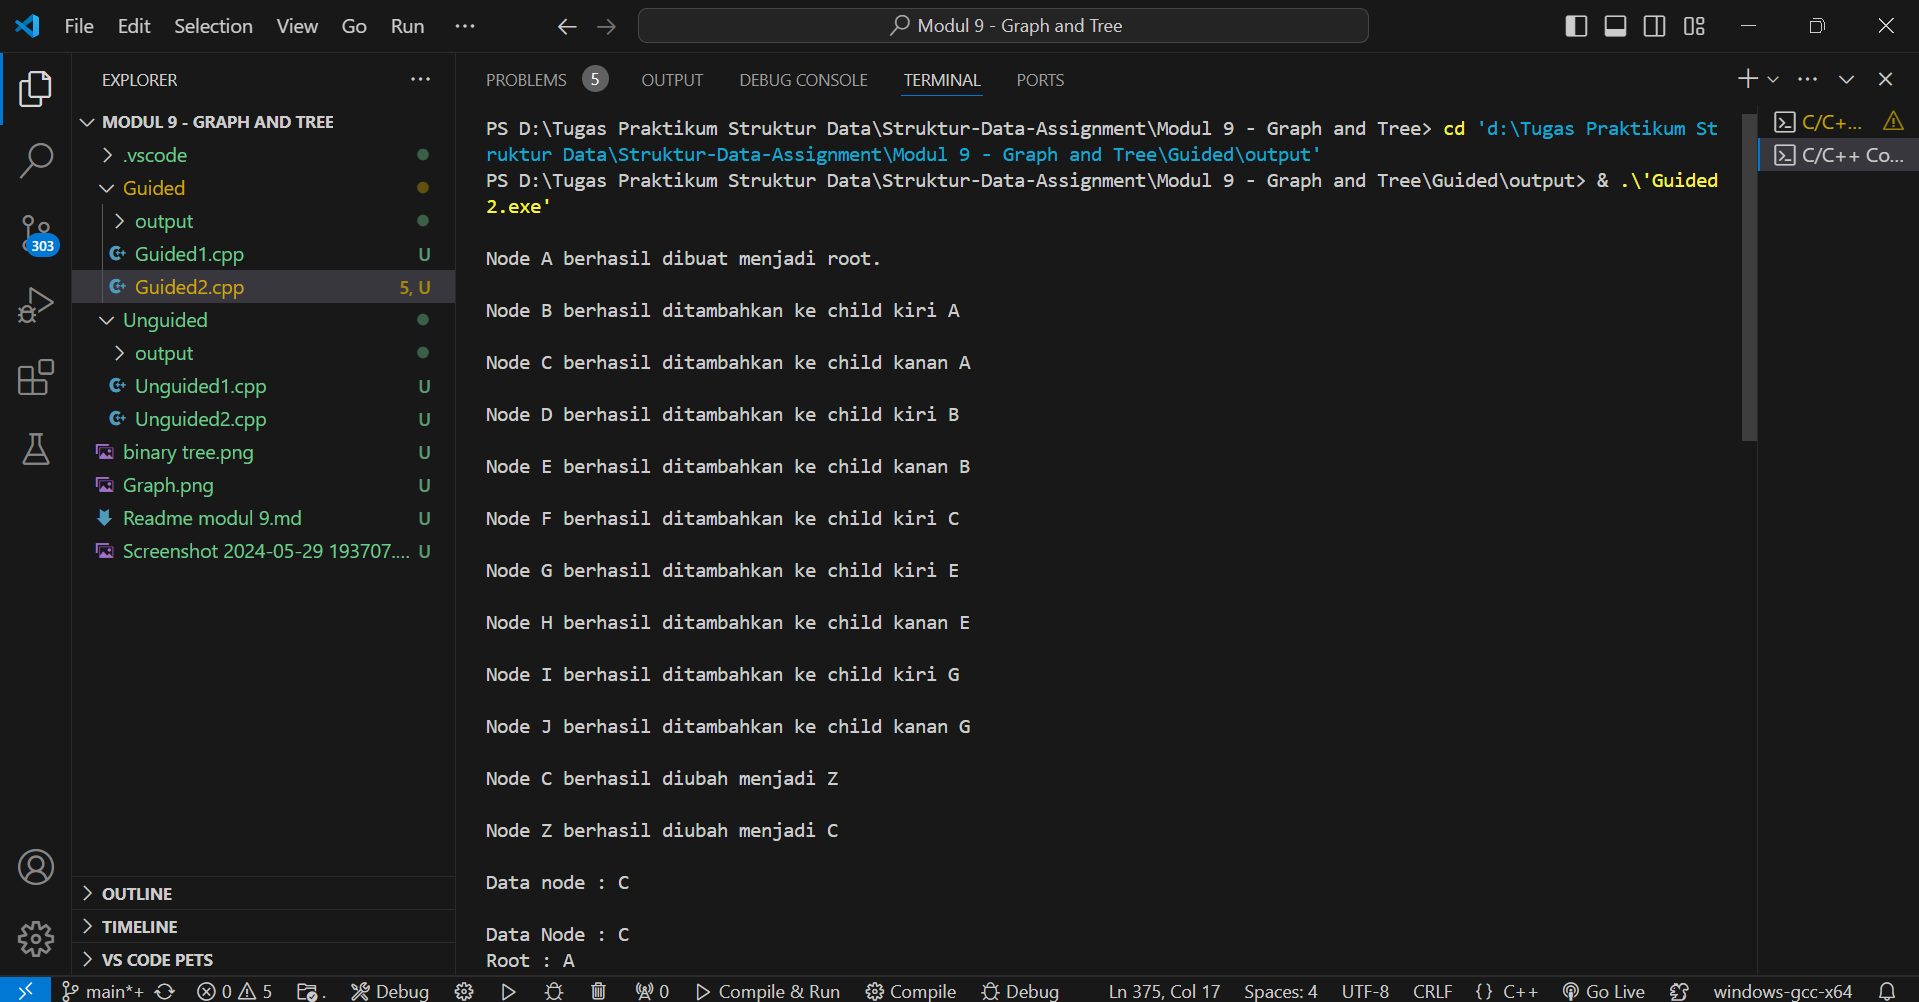 File Edit Selection View Go Run ··· Modul 9 - Graph and Tree
EXPLORER ···
MODUL 9 - GRAPH AND TREE
.vscode
Guided
output
Guided1.cpp U
Guided2.cpp 5, U
Unguided
output
Unguided1.cpp U
Unguided2.cpp U
binary tree.png U
Graph.png U
Readme modul 9.md U
Screenshot 2024-05-29 193707.... U
OUTLINE
TIMELINE
VS CODE PETS
303
PROBLEMS 5 OUTPUT DEBUG CONSOLE TERMINAL PORTS
PS D:\Tugas Praktikum Struktur Data\Struktur-Data-Assignment\Modul 9 - Graph and Tree> cd 'd:\Tugas Praktikum St
ruktur Data\Struktur-Data-Assignment\Modul 9 - Graph and Tree\Guided\output'
PS D:\Tugas Praktikum Struktur Data\Struktur-Data-Assignment\Modul 9 - Graph and Tree\Guided\output> & .\'Guided
2.exe'
Node A berhasil dibuat menjadi root.
Node B berhasil ditambahkan ke child kiri A
Node C berhasil ditambahkan ke child kanan A
Node D berhasil ditambahkan ke child kiri B
Node E berhasil ditambahkan ke child kanan B
Node F berhasil ditambahkan ke child kiri C
Node G berhasil ditambahkan ke child kiri E
Node H berhasil ditambahkan ke child kanan E
Node I berhasil ditambahkan ke child kiri G
Node J berhasil ditambahkan ke child kanan G
Node C berhasil diubah menjadi Z
Node Z berhasil diubah menjadi C
Data node : C
Data Node : C
Root : A
C/C+...
C/C++ Co...
main*+ 0 5 . Debug 0 Compile & Run Compile Debug Ln 375, Col 17 Spaces: 4 UTF-8 CRLF {} C++ Go Live windows-gcc-x64